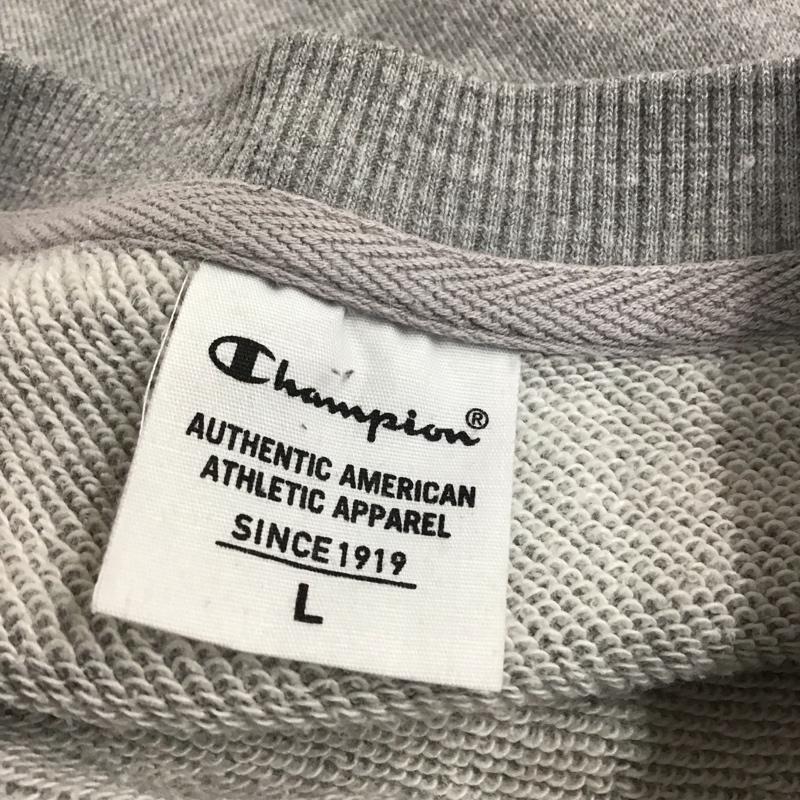 Champion®
AUTHENTIC AMERICAN
ATHLETIC APPAREL
SINCE 1919
L